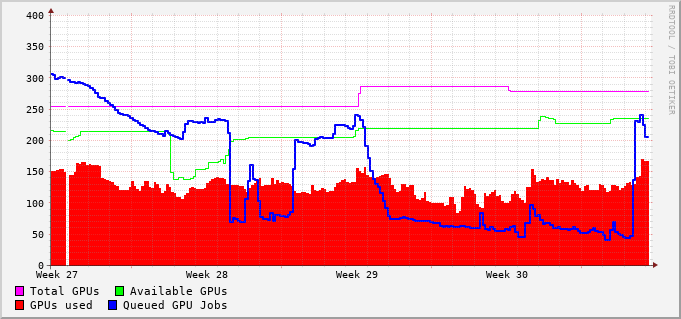 400
350
300
250
200
150
100
50
0
Week 27 Week 28 Week 29 Week 30
Total GPUs Available GPUs
GPUs used Queued GPU Jobs
RRDTOOL / TOBI OETIKER